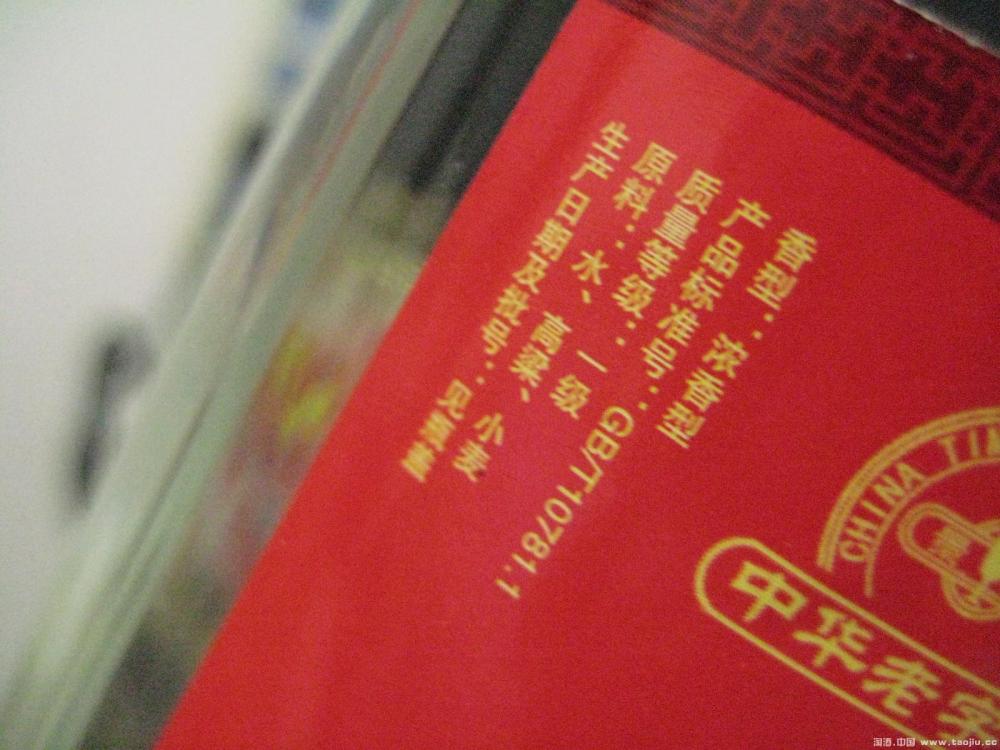 香型：浓香型
产品标准号：GB/T10781.1
质量等级：一级
原料：水、高粱、小麦
生产日期及批号：见瓶盖
CHINA TIM
中华老字
淘酒.中国 www.taojiu.cc